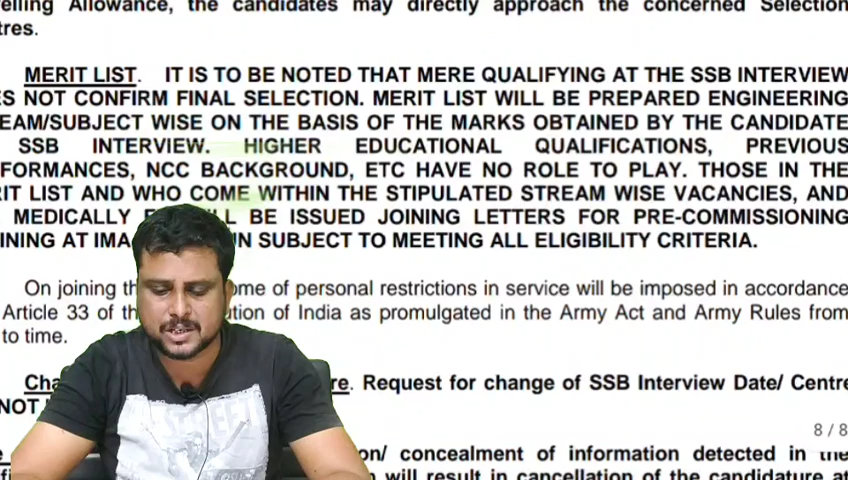 elling Allowance, the candidates may directly approach the concerned Selection
tres.
MERIT LIST. IT IS TO BE NOTED THAT MERE QUALIFYING AT THE SSB INTERVIEW
ES NOT CONFIRM FINAL SELECTION. MERIT LIST WILL BE PREPARED ENGINEERING
EAM/SUBJECT WISE ON THE BASIS OF THE MARKS OBTAINED BY THE CANDIDATE
SSB INTERVIEW. HIGHER EDUCATIONAL QUALIFICATIONS, PREVIOUS
FORMANCES, NCC BACKGROUND, ETC HAVE NO ROLE TO PLAY. THOSE IN THE
RIT LIST AND WHO COME WITHIN THE STIPULATED STREAM WISE VACANCIES, AND
MEDICALLY F LL BE ISSUED JOINING LETTERS FOR PRE-COMMISSIONING
INING AT IMA UN SUBJECT TO MEETING ALL ELIGIBILITY CRITERIA.
On joining th ome of personal restrictions in service will be imposed in accordance
Article 33 of th ution of India as promulgated in the Army Act and Army Rules from
to time.
Cha re. Request for change of SSB Interview Date/ Centre
NOT
8 / 8
on/ concealment of information detected in the
will result in cancellation of the candidature at